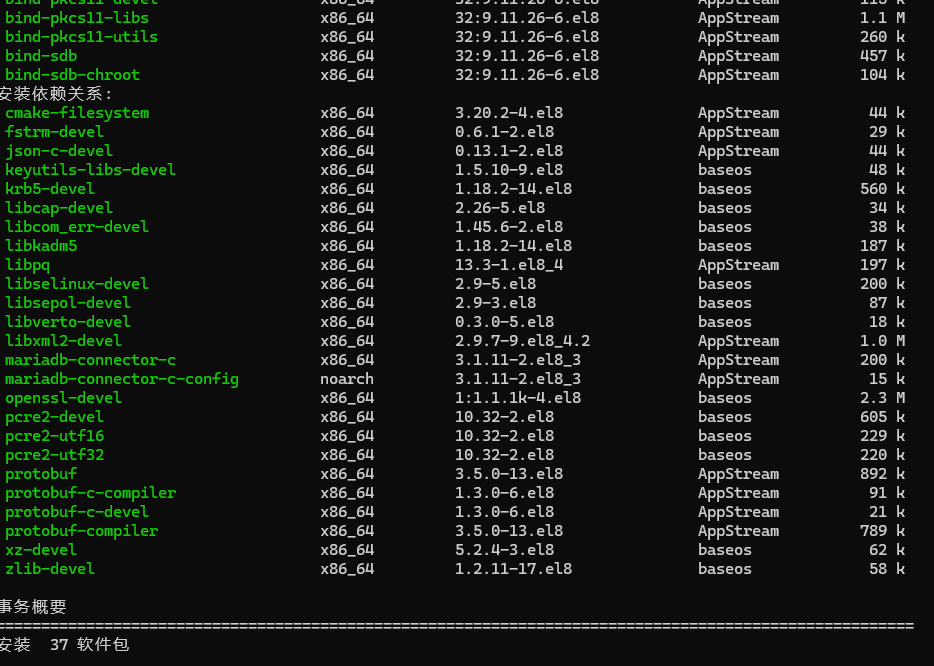 bind-pkcs11-devel x86_64 32:9.11.26-6.el8 AppStream 113 k
bind-pkcs11-libs x86_64 32:9.11.26-6.el8 AppStream 1.1 M
bind-pkcs11-utils x86_64 32:9.11.26-6.el8 AppStream 260 k
bind-sdb x86_64 32:9.11.26-6.el8 AppStream 457 k
bind-sdb-chroot x86_64 32:9.11.26-6.el8 AppStream 104 k
安装依赖关系:
cmake-filesystem x86_64 3.20.2-4.el8 AppStream 44 k
fstrm-devel x86_64 0.6.1-2.el8 AppStream 29 k
json-c-devel x86_64 0.13.1-2.el8 AppStream 44 k
keyutils-libs-devel x86_64 1.5.10-9.el8 baseos 48 k
krb5-devel x86_64 1.18.2-14.el8 baseos 560 k
libcap-devel x86_64 2.26-5.el8 baseos 34 k
libcom_err-devel x86_64 1.45.6-2.el8 baseos 38 k
libkadm5 x86_64 1.18.2-14.el8 baseos 187 k
libpq x86_64 13.3-1.el8_4 AppStream 197 k
libselinux-devel x86_64 2.9-5.el8 baseos 200 k
libsepol-devel x86_64 2.9-3.el8 baseos 87 k
libverto-devel x86_64 0.3.0-5.el8 baseos 18 k
libxml2-devel x86_64 2.9.7-9.el8_4.2 AppStream 1.0 M
mariadb-connector-c x86_64 3.1.11-2.el8_3 AppStream 200 k
mariadb-connector-c-config noarch 3.1.11-2.el8_3 AppStream 15 k
openssl-devel x86_64 1:1.1.1k-4.el8 baseos 2.3 M
pcre2-devel x86_64 10.32-2.el8 baseos 605 k
pcre2-utf16 x86_64 10.32-2.el8 baseos 229 k
pcre2-utf32 x86_64 10.32-2.el8 baseos 220 k
protobuf x86_64 3.5.0-13.el8 AppStream 892 k
protobuf-c-compiler x86_64 1.3.0-6.el8 AppStream 91 k
protobuf-c-devel x86_64 1.3.0-6.el8 AppStream 21 k
protobuf-compiler x86_64 3.5.0-13.el8 AppStream 789 k
xz-devel x86_64 5.2.4-3.el8 baseos 62 k
zlib-devel x86_64 1.2.11-17.el8 baseos 58 k
事务概要
安装 37 软件包